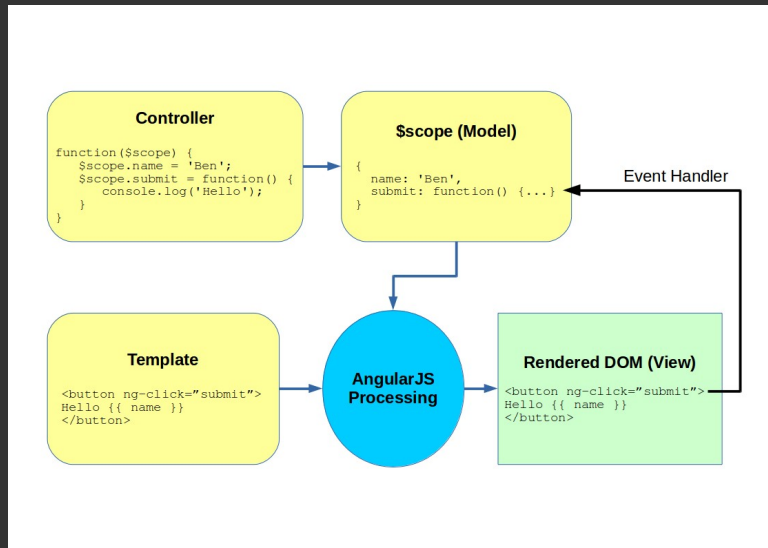 Controller
function($scope) {
$scope.name = 'Ben';
$scope.submit = function() {
console.log('Hello');
}
}
$scope (Model)
{
name: 'Ben',
submit: function() {...}
}
Event Handler
Template
<button ng-click=”submit”>
Hello {{ name }}
</button>
AngularJS
Processing
Rendered DOM (View)
<button ng-click=”submit”>
Hello {{ name }}
</button>